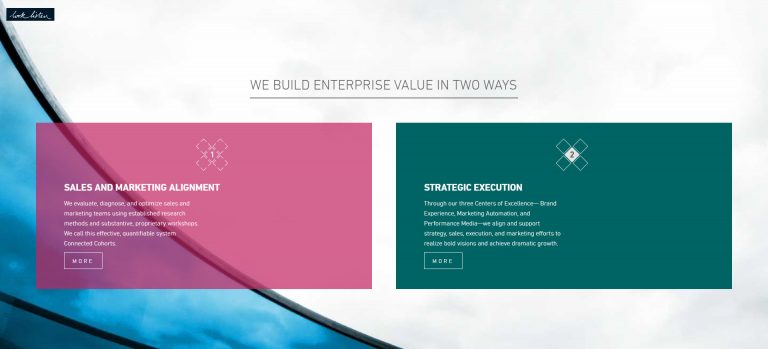 look listen
WE BUILD ENTERPRISE VALUE IN TWO WAYS
1
SALES AND MARKETING ALIGNMENT
We evaluate, diagnose, and optimize sales and
marketing teams using established research
methods and substantive, proprietary workshops.
We call this effective, quantifiable system
Connected Cohorts.
MORE
2
STRATEGIC EXECUTION
Through our three Centers of Excellence— Brand
Experience, Marketing Automation, and
Performance Media—we align and support
strategy, sales, execution, and marketing efforts to
realize bold visions and achieve dramatic growth.
MORE